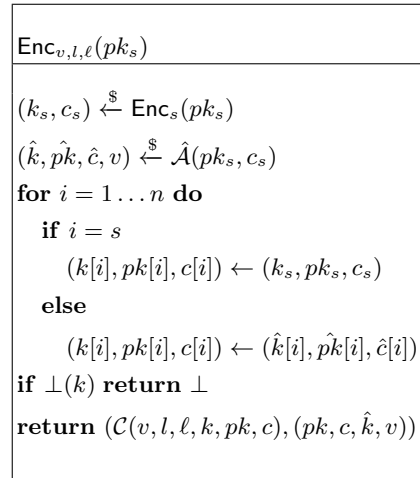 Enc_{v,l,ℓ}(pk_s)
(k_s, c_s) ←$ Enc_s(pk_s)
(k̂, p̂k, ĉ, v) ←$ Â(pk_s, c_s)
for i = 1 … n do
if i = s
(k[i], pk[i], c[i]) ← (k_s, pk_s, c_s)
else
(k[i], pk[i], c[i]) ← (k̂[i], p̂k[i], ĉ[i])
if ⊥(k) return ⊥
return (𝒞(v, l, ℓ, k, pk, c), (pk, c, k̂, v))